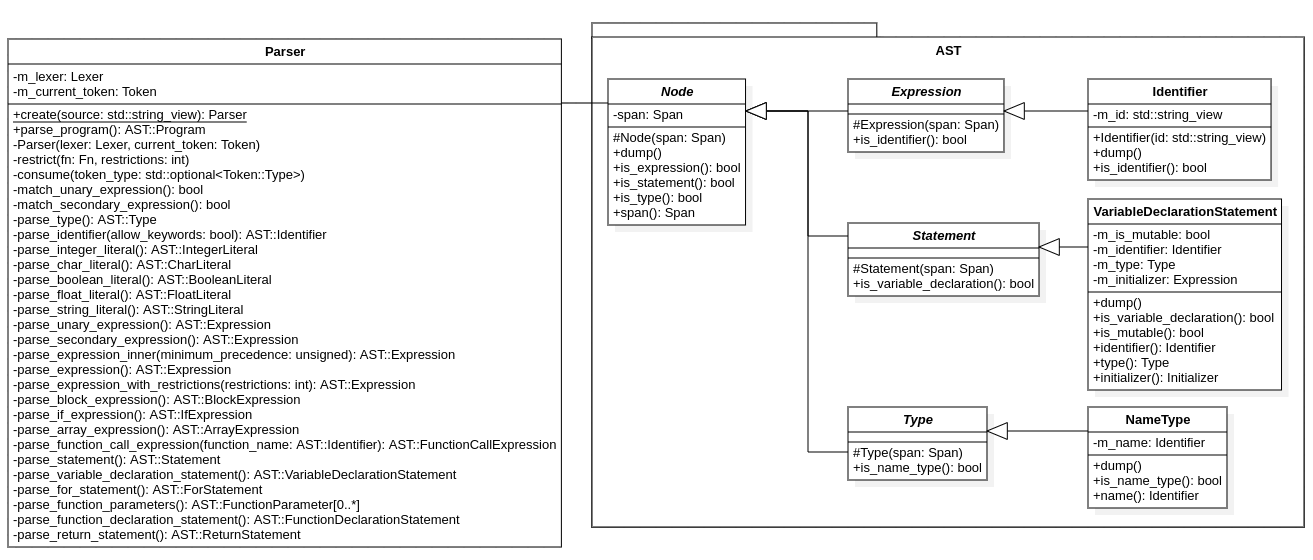 Parser
-m_lexer: Lexer
-m_current_token: Token
+create(source: std::string_view): Parser
+parse_program(): AST::Program
-Parser(lexer: Lexer, current_token: Token)
-restrict(fn: Fn, restrictions: int)
-consume(token_type: std::optional<Token::Type>)
-match_unary_expression(): bool
-match_secondary_expression(): bool
-parse_type(): AST::Type
-parse_identifier(allow_keywords: bool): AST::Identifier
-parse_integer_literal(): AST::IntegerLiteral
-parse_char_literal(): AST::CharLiteral
-parse_boolean_literal(): AST::BooleanLiteral
-parse_float_literal(): AST::FloatLiteral
-parse_string_literal(): AST::StringLiteral
-parse_unary_expression(): AST::Expression
-parse_secondary_expression(): AST::Expression
-parse_expression_inner(minimum_precedence: unsigned): AST::Expression
-parse_expression(): AST::Expression
-parse_expression_with_restrictions(restrictions: int): AST::Expression
-parse_block_expression(): AST::BlockExpression
-parse_if_expression(): AST::IfExpression
-parse_array_expression(): AST::ArrayExpression
-parse_function_call_expression(function_name: AST::Identifier): AST::FunctionCallExpression
-parse_statement(): AST::Statement
-parse_variable_declaration_statement(): AST::VariableDeclarationStatement
-parse_for_statement(): AST::ForStatement
-parse_function_parameters(): AST::FunctionParameter[0..*]
-parse_function_declaration_statement(): AST::FunctionDeclarationStatement
-parse_return_statement(): AST::ReturnStatement
AST
Node
-span: Span
#Node(span: Span)
+dump()
+is_expression(): bool
+is_statement(): bool
+is_type(): bool
+span(): Span
Expression
#Expression(span: Span)
+is_identifier(): bool
Identifier
-m_id: std::string_view
+Identifier(id: std::string_view)
+dump()
+is_identifier(): bool
Statement
#Statement(span: Span)
+is_variable_declaration(): bool
VariableDeclarationStatement
-m_is_mutable: bool
-m_identifier: Identifier
-m_type: Type
-m_initializer: Expression
+dump()
+is_variable_declaration(): bool
+is_mutable(): bool
+identifier(): Identifier
+type(): Type
+initializer(): Initializer
Type
#Type(span: Span)
+is_name_type(): bool
NameType
-m_name: Identifier
+dump()
+is_name_type(): bool
+name(): Identifier